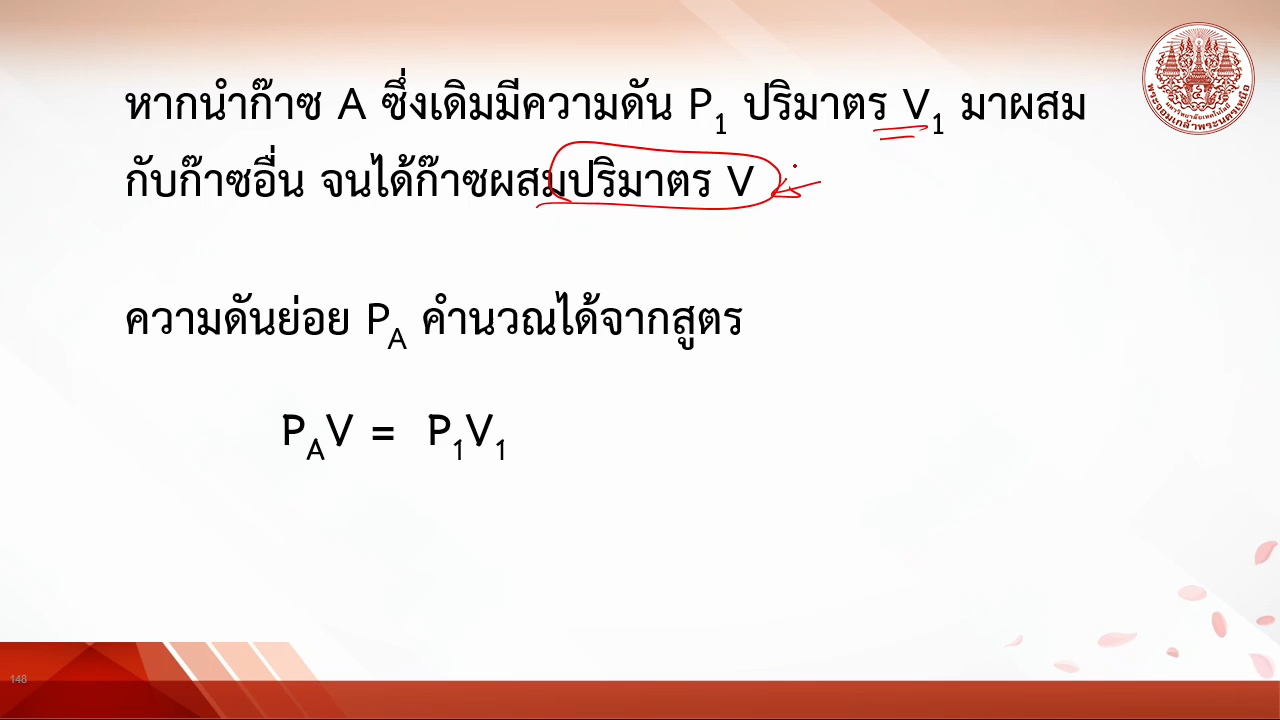 หากนำก๊าซ A ซึ่งเดิมมีความดัน P₁ ปริมาตร V₁ มาผสม
กับก๊าซอื่น จนได้ก๊าซผสมปริมาตร V
ความดันย่อย P_A คำนวณได้จากสูตร
P_AV = P₁V₁
148